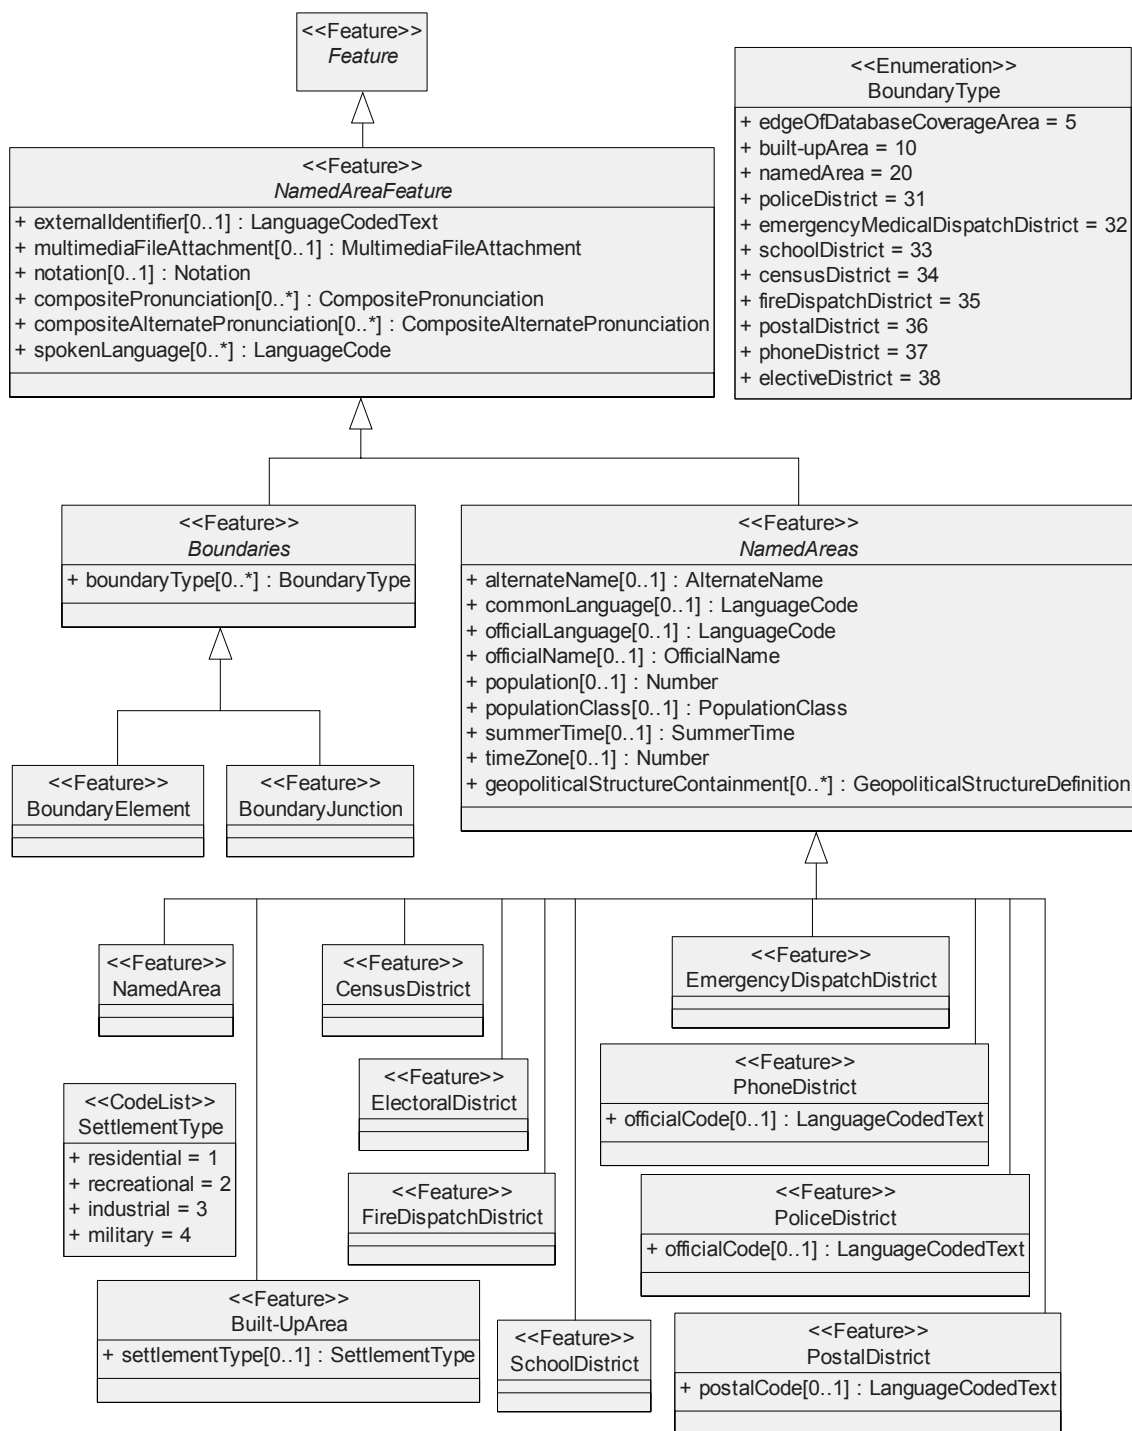 <<Feature>>
Feature
<<Enumeration>>
BoundaryType
+ edgeOfDatabaseCoverageArea = 5
+ built-upArea = 10
+ namedArea = 20
+ policeDistrict = 31
+ emergencyMedicalDispatchDistrict = 32
+ schoolDistrict = 33
+ censusDistrict = 34
+ fireDispatchDistrict = 35
+ postalDistrict = 36
+ phoneDistrict = 37
+ electiveDistrict = 38
<<Feature>>
NamedAreaFeature
+ externalIdentifier[0..1] : LanguageCodedText
+ multimediaFileAttachment[0..1] : MultimediaFileAttachment
+ notation[0..1] : Notation
+ compositePronunciation[0..*] : CompositePronunciation
+ compositeAlternatePronunciation[0..*] : CompositeAlternatePronunciation
+ spokenLanguage[0..*] : LanguageCode
<<Feature>>
Boundaries
+ boundaryType[0..*] : BoundaryType
<<Feature>>
NamedAreas
+ alternateName[0..1] : AlternateName
+ commonLanguage[0..1] : LanguageCode
+ officialLanguage[0..1] : LanguageCode
+ officialName[0..1] : OfficialName
+ population[0..1] : Number
+ populationClass[0..1] : PopulationClass
+ summerTime[0..1] : SummerTime
+ timeZone[0..1] : Number
+ geopoliticalStructureContainment[0..*] : GeopoliticalStructureDefinition
<<Feature>>
BoundaryElement
<<Feature>>
BoundaryJunction
<<Feature>>
NamedArea
<<Feature>>
CensusDistrict
<<Feature>>
EmergencyDispatchDistrict
<<Feature>>
ElectoralDistrict
<<Feature>>
PhoneDistrict
+ officialCode[0..1] : LanguageCodedText
<<CodeList>>
SettlementType
+ residential = 1
+ recreational = 2
+ industrial = 3
+ military = 4
<<Feature>>
FireDispatchDistrict
<<Feature>>
PoliceDistrict
+ officialCode[0..1] : LanguageCodedText
<<Feature>>
Built-UpArea
+ settlementType[0..1] : SettlementType
<<Feature>>
SchoolDistrict
<<Feature>>
PostalDistrict
+ postalCode[0..1] : LanguageCodedText